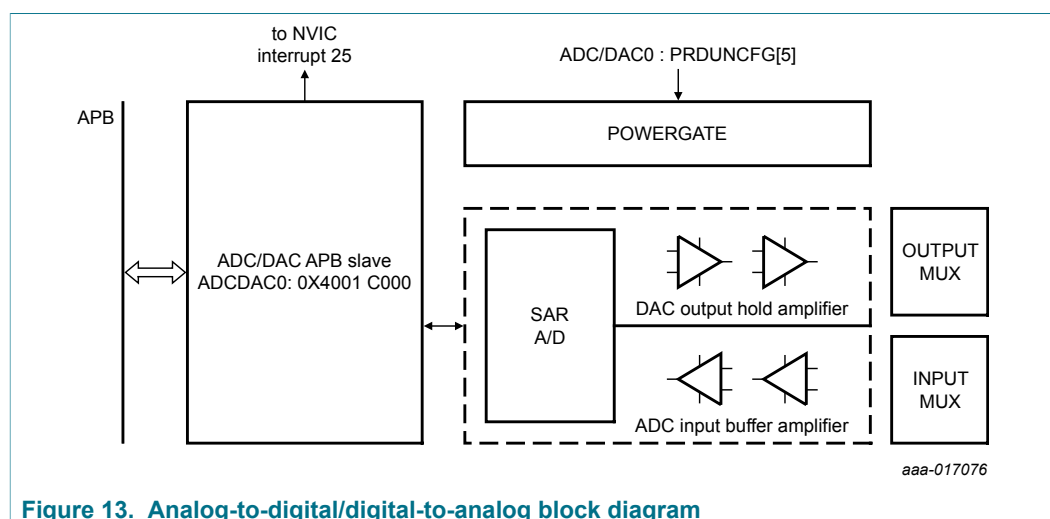 to NVIC
interrupt 25
ADC/DAC0 : PRDUNCFG[5]
APB
POWERGATE
ADC/DAC APB slave
ADCDAC0: 0X4001 C000
SAR
A/D
DAC output hold amplifier
ADC input buffer amplifier
OUTPUT
MUX
INPUT
MUX
aaa-017076
Figure 13. Analog-to-digital/digital-to-analog block diagram